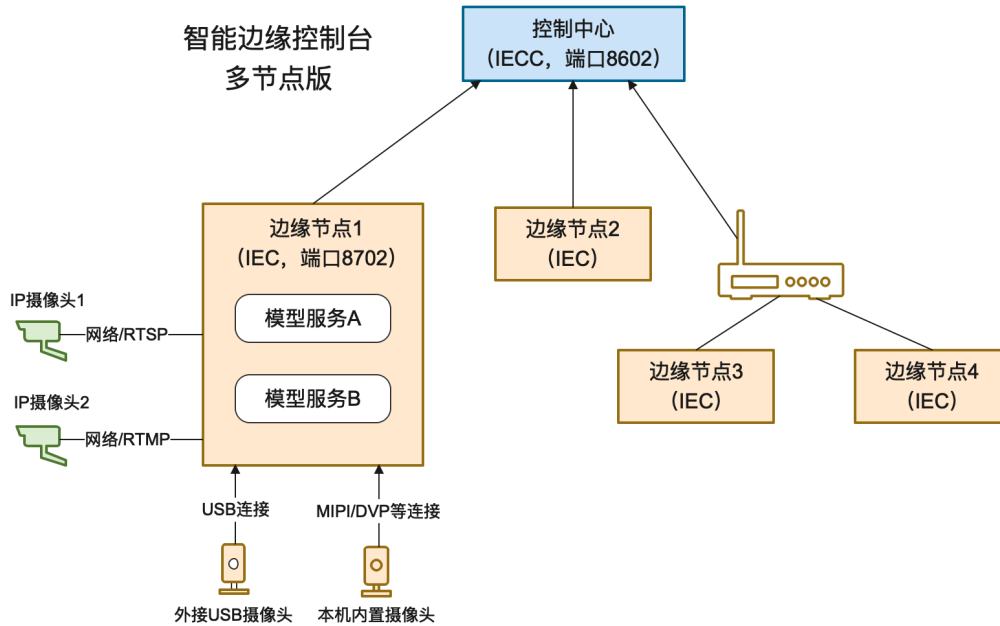 智能边缘控制台
多节点版
控制中心
（IECC，端口8602）
边缘节点1
（IEC，端口8702）
模型服务A
模型服务B
边缘节点2
（IEC）
边缘节点3
（IEC）
边缘节点4
（IEC）
IP摄像头1
网络/RTSP
IP摄像头2
网络/RTMP
USB连接
MIPI/DVP等连接
外接USB摄像头
本机内置摄像头